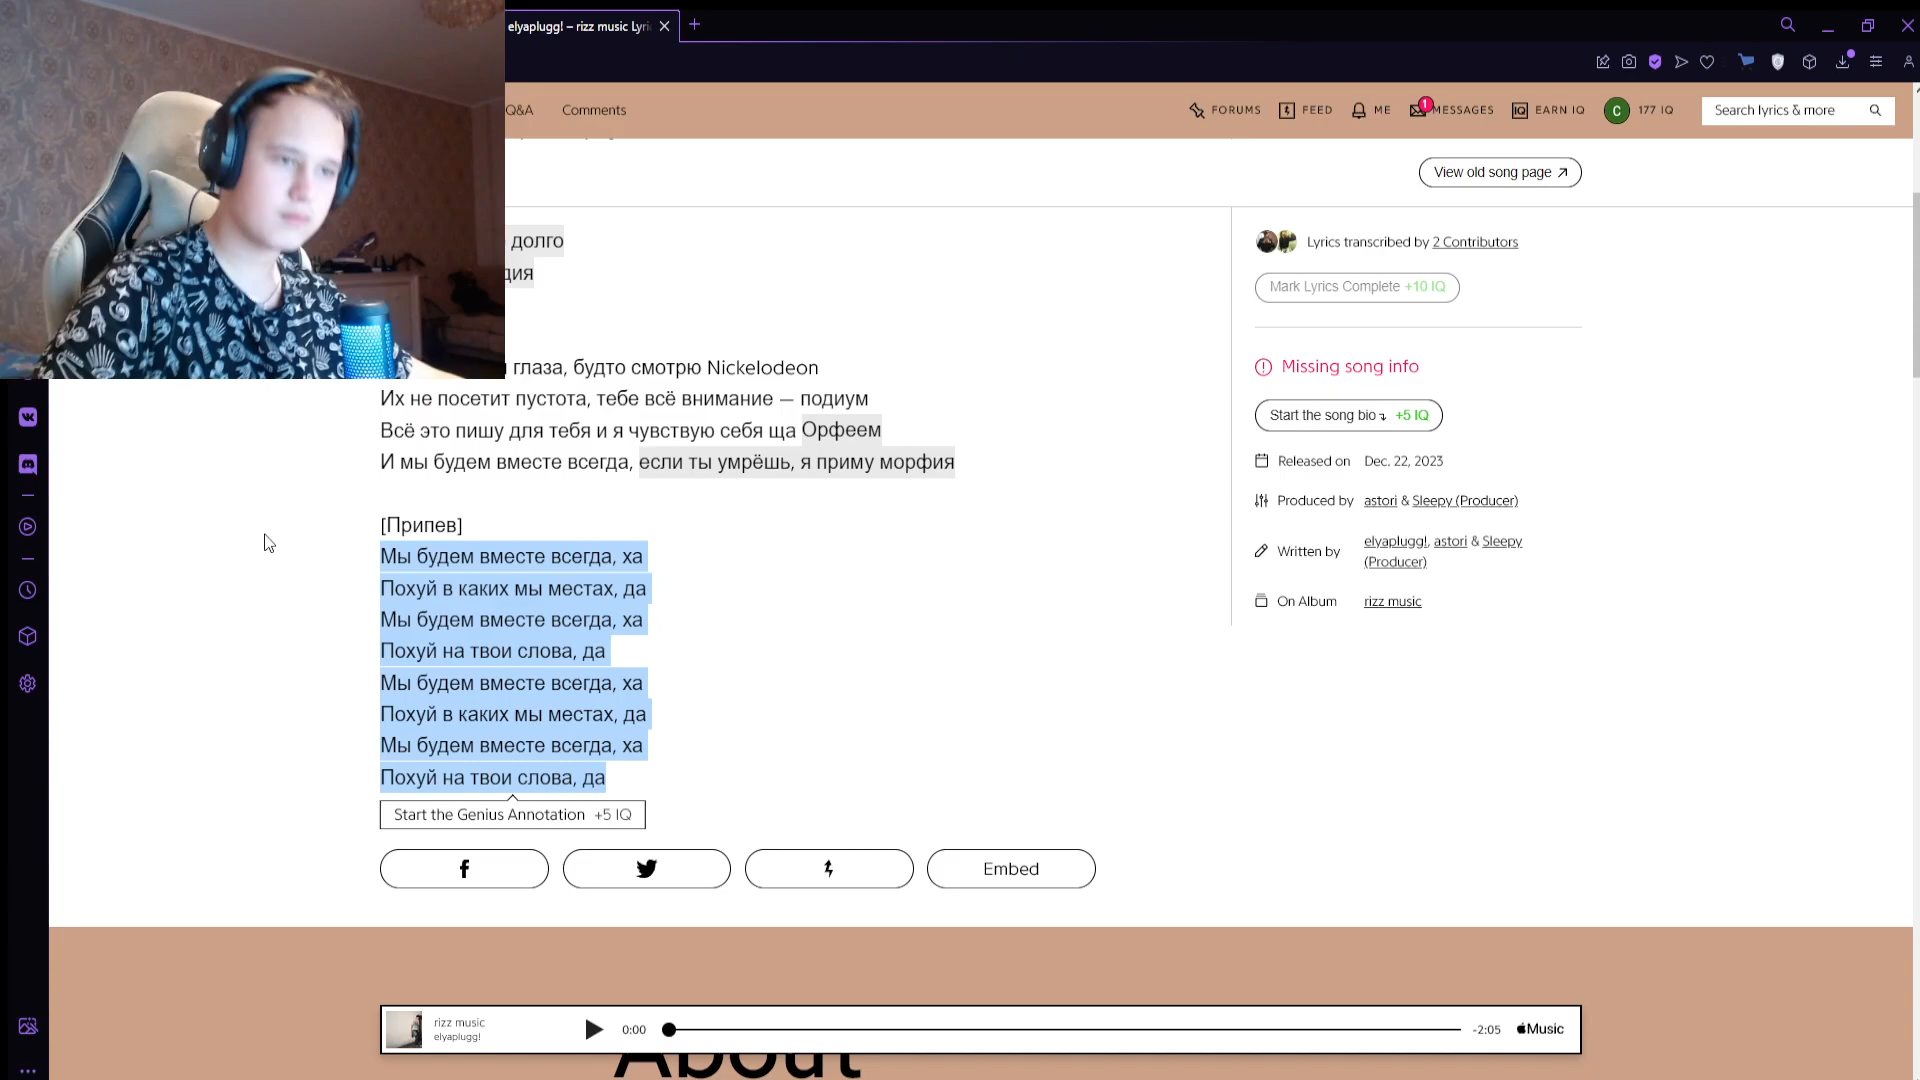 elyaplugg! – rizz music Lyri
Q&A
Comments
FORUMS
FEED
ME
1
MESSAGES
EARN IQ
C
177 IQ
Search lyrics & more
View old song page
долго
глаза, будто смотрю Nickelodeon
Их не посетит пустота, тебе всё внимание — подиум
Всё это пишу для тебя и я чувствую себя ща Орфеем
И мы будем вместе всегда, если ты умрёшь, я приму морфия
[Припев]
Мы будем вместе всегда, ха
Похуй в каких мы местах, да
Мы будем вместе всегда, ха
Похуй на твои слова, да
Мы будем вместе всегда, ха
Похуй в каких мы местах, да
Мы будем вместе всегда, ха
Похуй на твои слова, да
Start the Genius Annotation +5 IQ
Embed
Lyrics transcribed by 2 Contributors
Mark Lyrics Complete +10 IQ
Missing song info
Start the song bio +5 IQ
Released on Dec. 22, 2023
Produced by astori & Sleepy (Producer)
Written by elyaplugg!, astori & Sleepy
(Producer)
On Album rizz music
rizz music
elyaplugg!
0:00
-2:05
Music
About